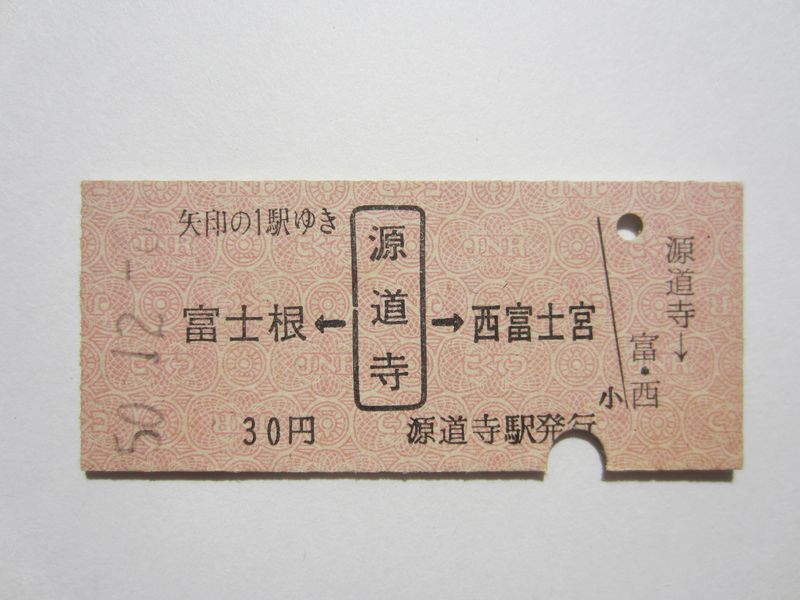 矢印の1駅ゆき
富士根←源道寺→西富士宮
30円 源道寺駅発行
小
源道寺→
富・西
50.12.-
JNR